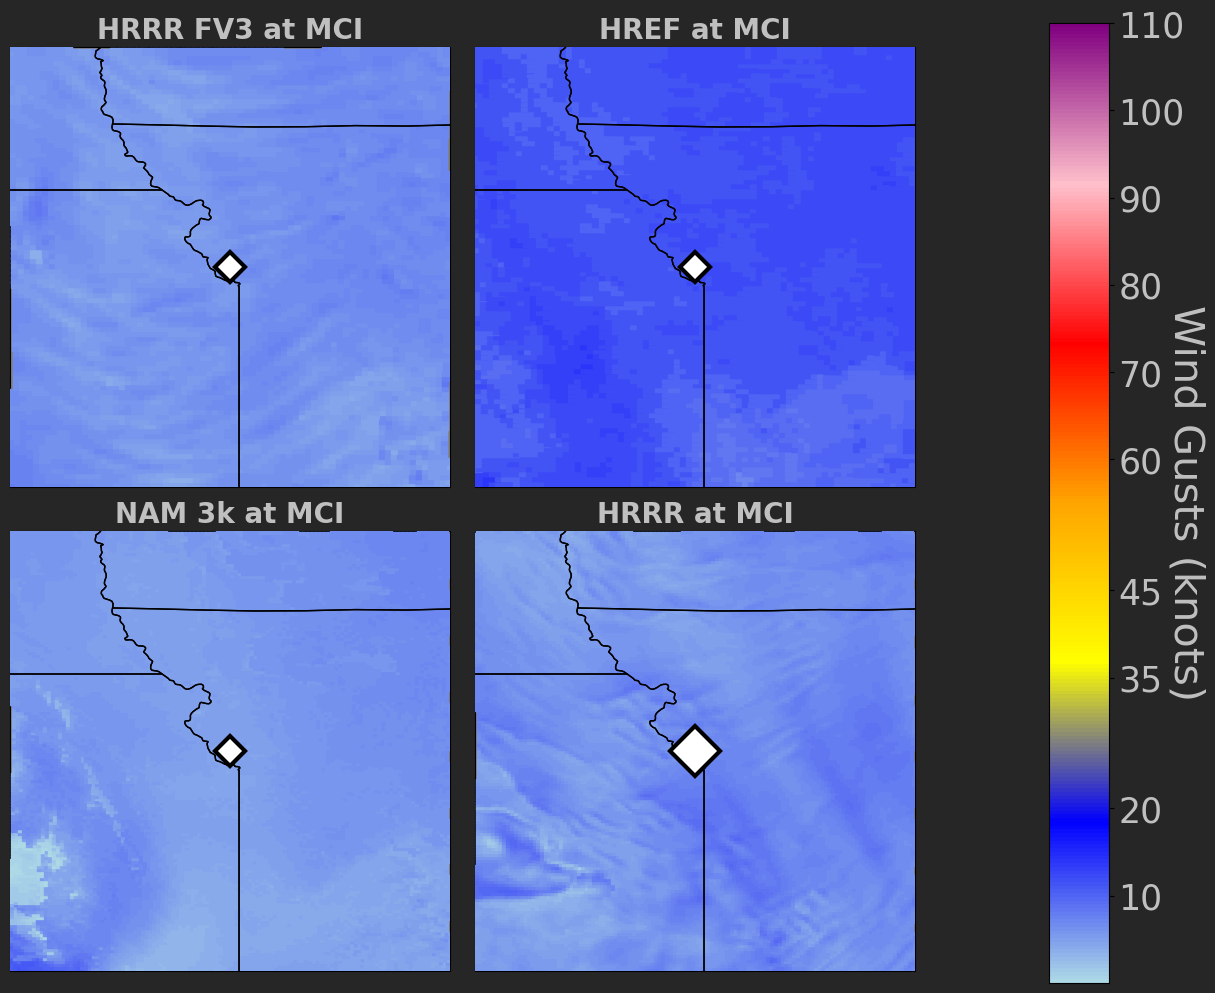 HRRR FV3 at MCI
HREF at MCI
NAM 3k at MCI
HRRR at MCI
110
100
90
80
70
60
45
35
20
10
Wind Gusts (knots)